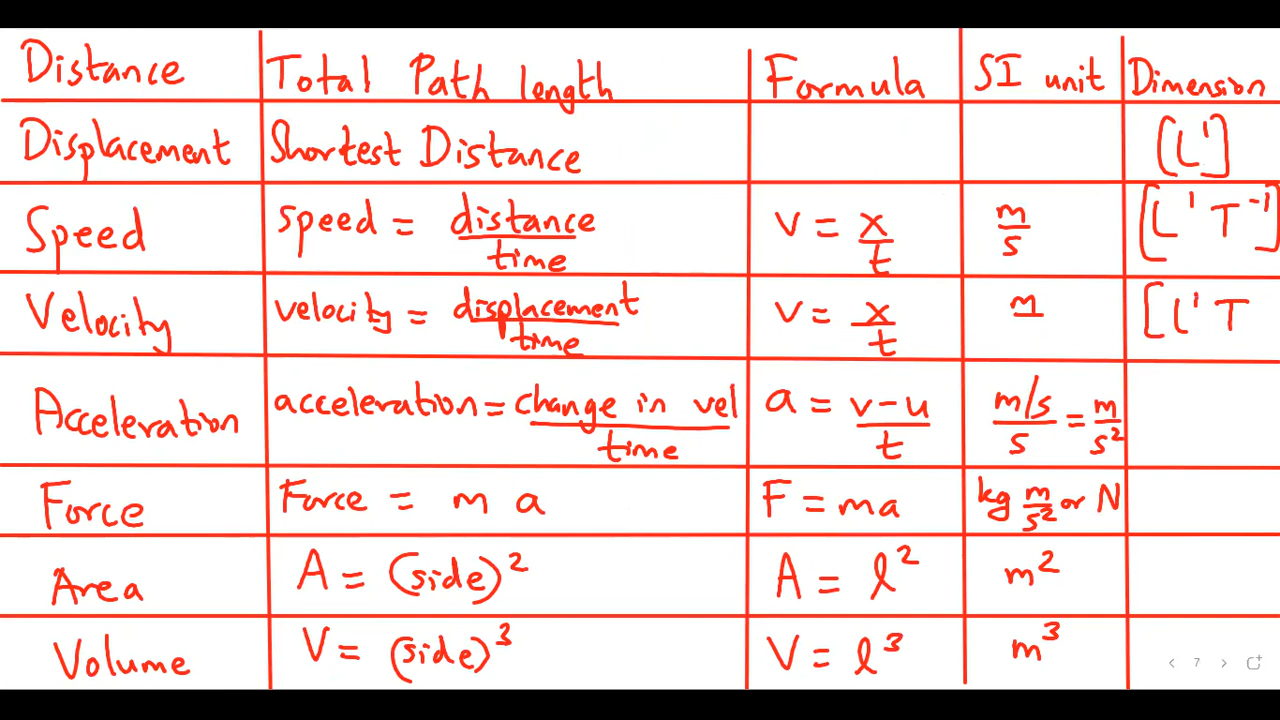 Distance Total Path length Formula SI unit Dimension
Displacement Shortest Distance [L¹]
Speed speed = distance/time v = x/t m/s [L¹ T⁻¹]
Velocity velocity = displacement/time v = x/t m [L¹ T
Acceleration acceleration = change in vel/time a = v-u/t m/s/s = m/s²
Force Force = m a F = ma kg m/s² or N
Area A = (side)² A = l² m²
Volume V = (side)³ V = l³ m³
< 7 >